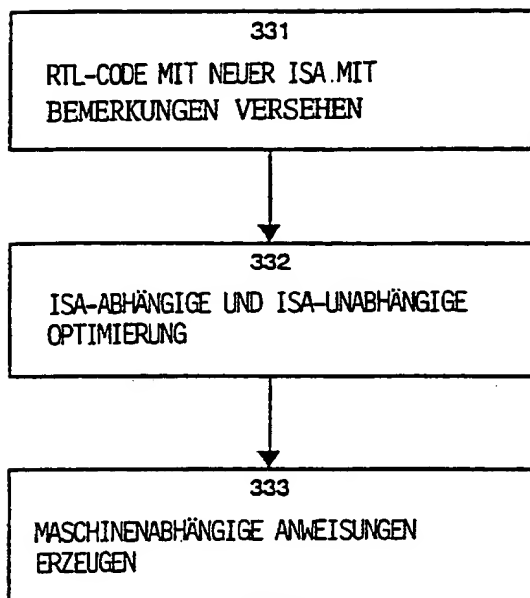 331
RTL-CODE MIT NEUER ISA.MIT
BEMERKUNGEN VERSEHEN
332
ISA-ABHÄNGIGE UND ISA-UNABHÄNGIGE
OPTIMIERUNG
333
MASCHINENABHÄNGIGE ANWEISUNGEN
ERZEUGEN